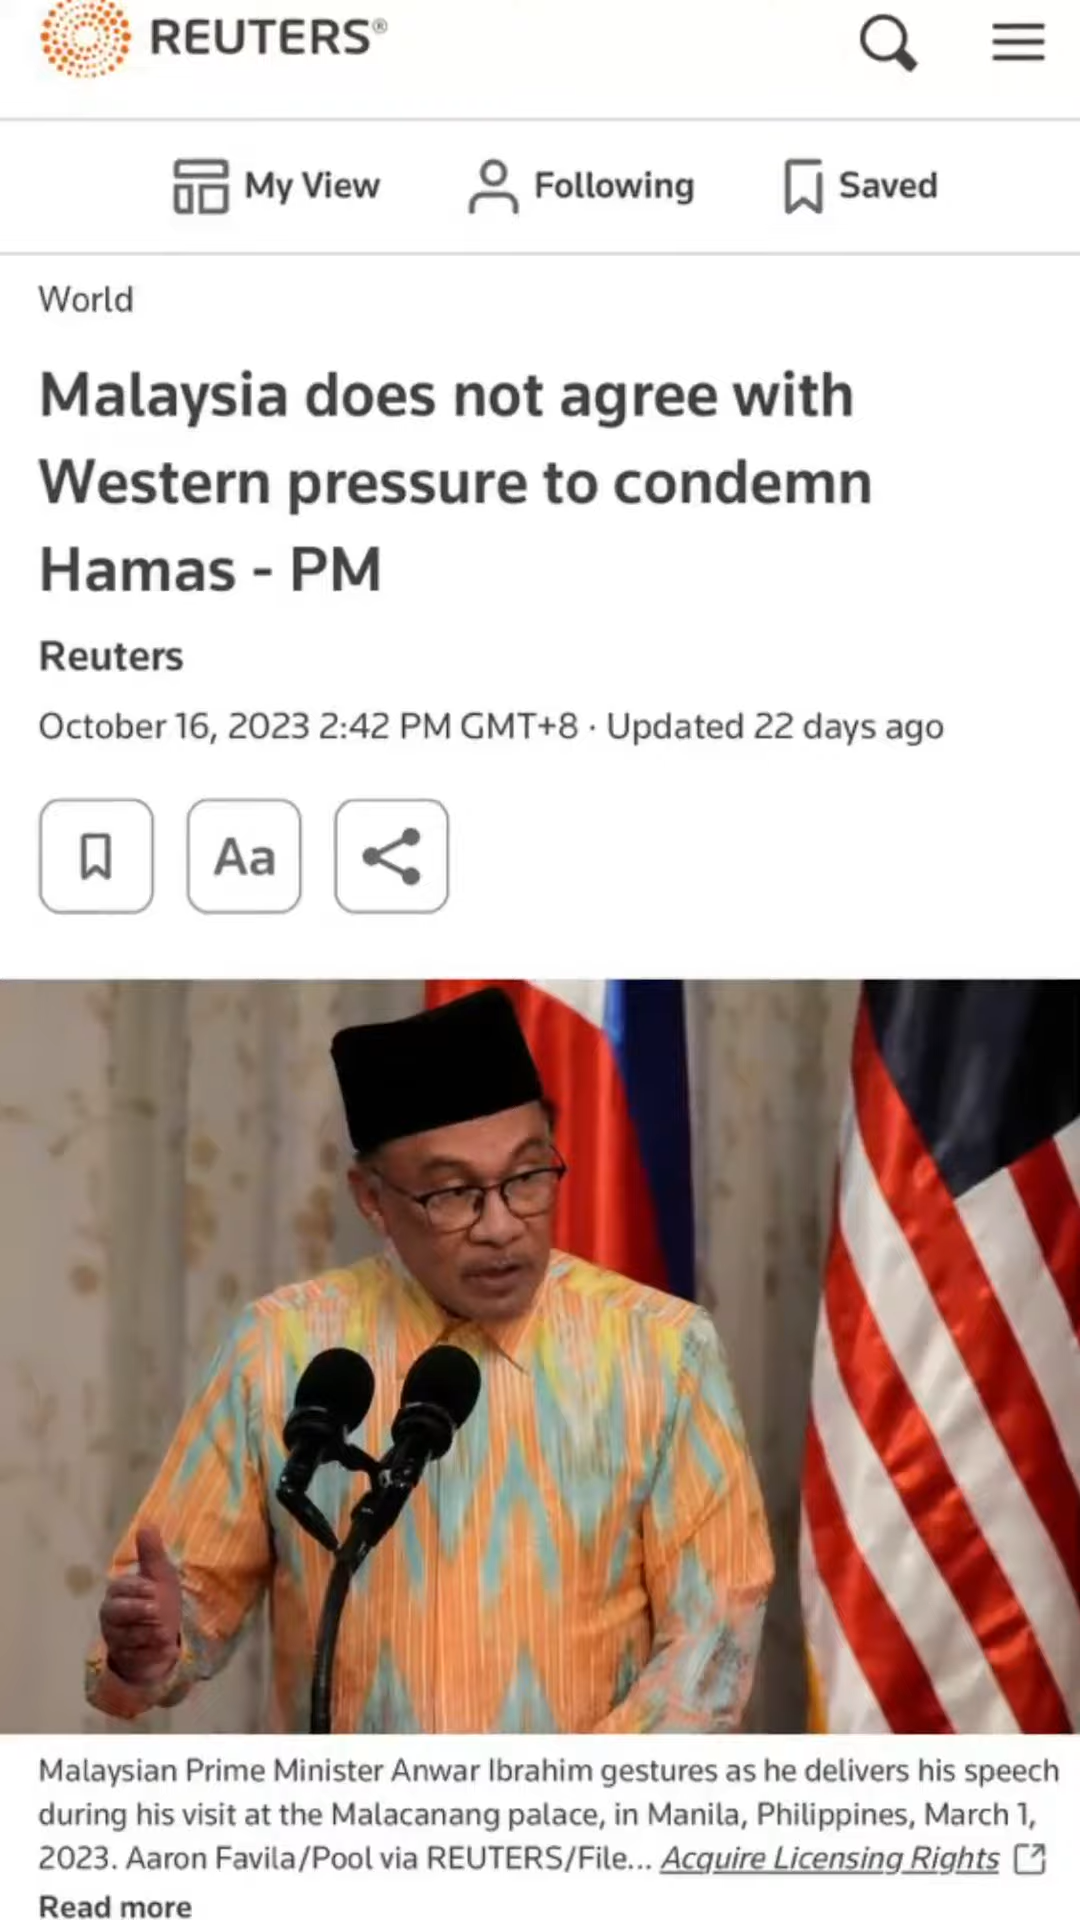 REUTERS®
My View
Following
Saved
World
Malaysia does not agree with
Western pressure to condemn
Hamas - PM
Reuters
October 16, 2023 2:42 PM GMT+8 · Updated 22 days ago
Aa
Malaysian Prime Minister Anwar Ibrahim gestures as he delivers his speech
during his visit at the Malacanang palace, in Manila, Philippines, March 1,
2023. Aaron Favila/Pool via REUTERS/File... Acquire Licensing Rights
Read more